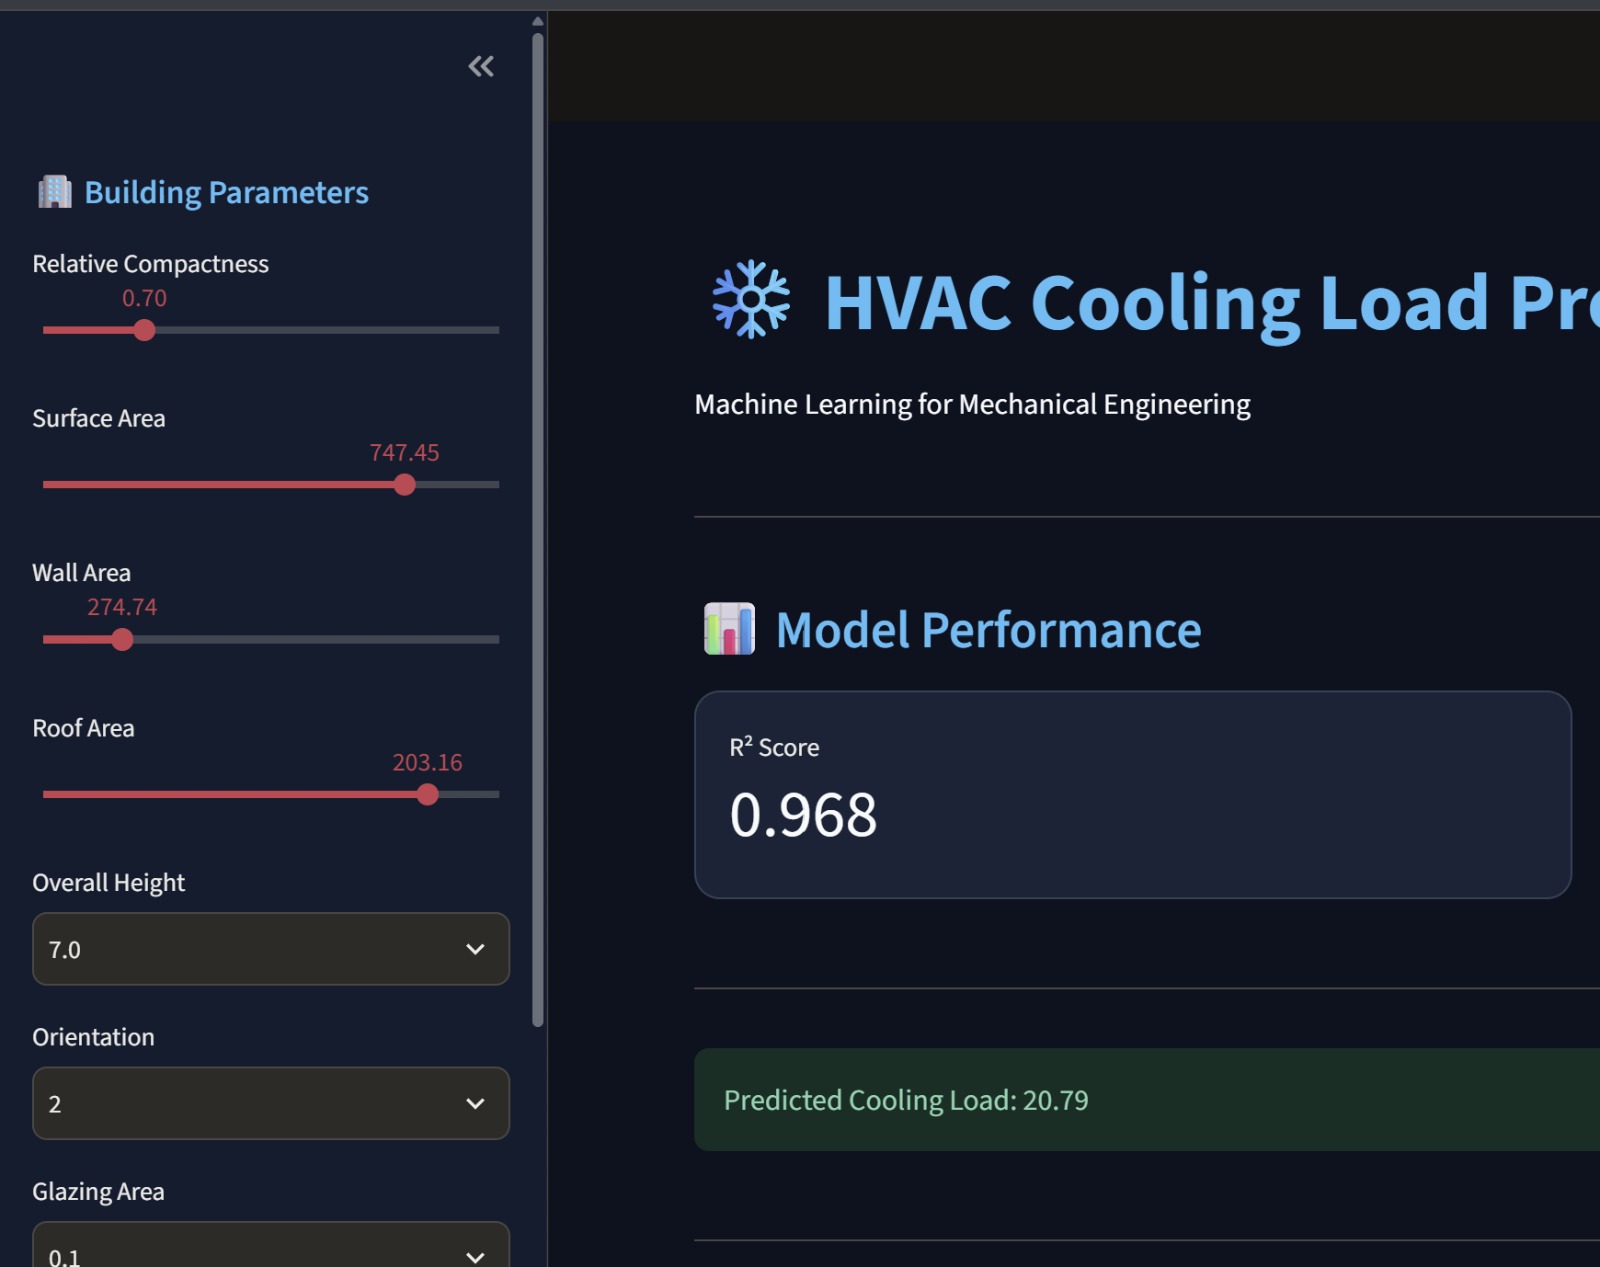 Building Parameters
Relative Compactness
0.70
Surface Area
747.45
Wall Area
274.74
Roof Area
203.16
Overall Height
7.0
Orientation
2
Glazing Area
0.1
HVAC Cooling Load Pre
Machine Learning for Mechanical Engineering
Model Performance
R² Score
0.968
Predicted Cooling Load: 20.79